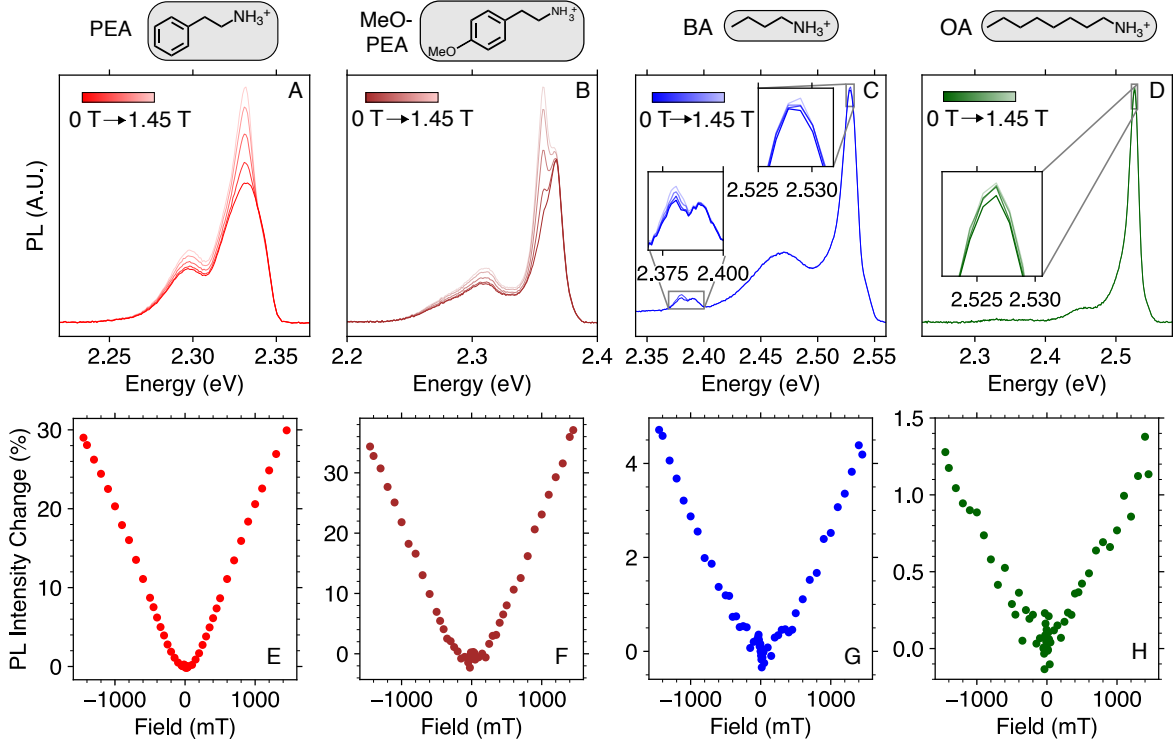 PEA
NH₃⁺
MeO-
PEA
NH₃⁺
MeO
BA
NH₃⁺
OA
NH₃⁺
A
0 T→1.45 T
PL (A.U.)
2.25 2.30 2.35
Energy (eV)
B
0 T→1.45 T
2.2 2.3 2.4
Energy (eV)
C
0 T→1.45 T
2.525 2.530
2.375 2.400
2.34 2.40 2.47 2.50 2.56
Energy (eV)
D
0 T→1.45 T
2.525 2.530
2.3 2.4 2.5
Energy (eV)
PL Intensity Change (%)
30
20
10
0
E
−1000 0 1000
Field (mT)
30
20
10
0
F
−1000 0 1000
Field (mT)
4
2
0
G
−1000 0 1000
Field (mT)
1.5
1.0
0.5
0.0
H
−1000 0 1000
Field (mT)